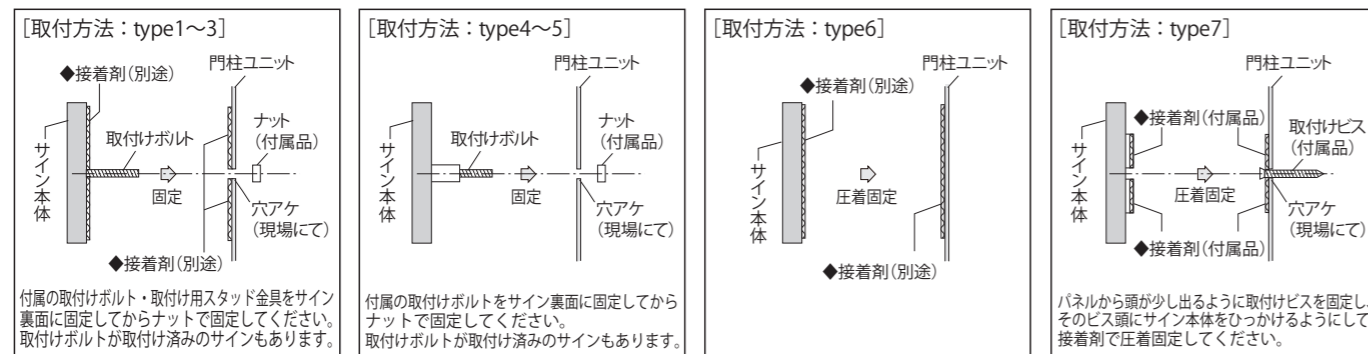 [取付方法：type1～3]
門柱ユニット
◆接着剤(別途)
ナット
(付属品)
取付けボルト
サイン本体
固定
穴アケ
(現場にて)
◆接着剤(別途)
付属の取付けボルト・取付け用スタッド金具をサイン
裏面に固定してからナットで固定してください。
取付けボルトが取付け済みのサインもあります。
[取付方法：type4～5]
門柱ユニット
ナット
(付属品)
取付けボルト
サイン本体
固定
穴アケ
(現場にて)
付属の取付けボルトをサイン裏面に固定してから
ナットで固定してください。
取付けボルトが取付け済みのサインもあります。
[取付方法：type6]
門柱ユニット
◆接着剤(別途)
サイン本体
圧着固定
◆接着剤(別途)
[取付方法：type7]
門柱ユニット
◆接着剤(付属品)
取付けビス
(付属品)
サイン本体
圧着固定
穴アケ
(現場にて)
◆接着剤(付属品)
パネルから頭が少し出るように取付けビスを固定し、
そのビス頭にサイン本体をひっかけるようにして
接着剤で圧着固定してください。